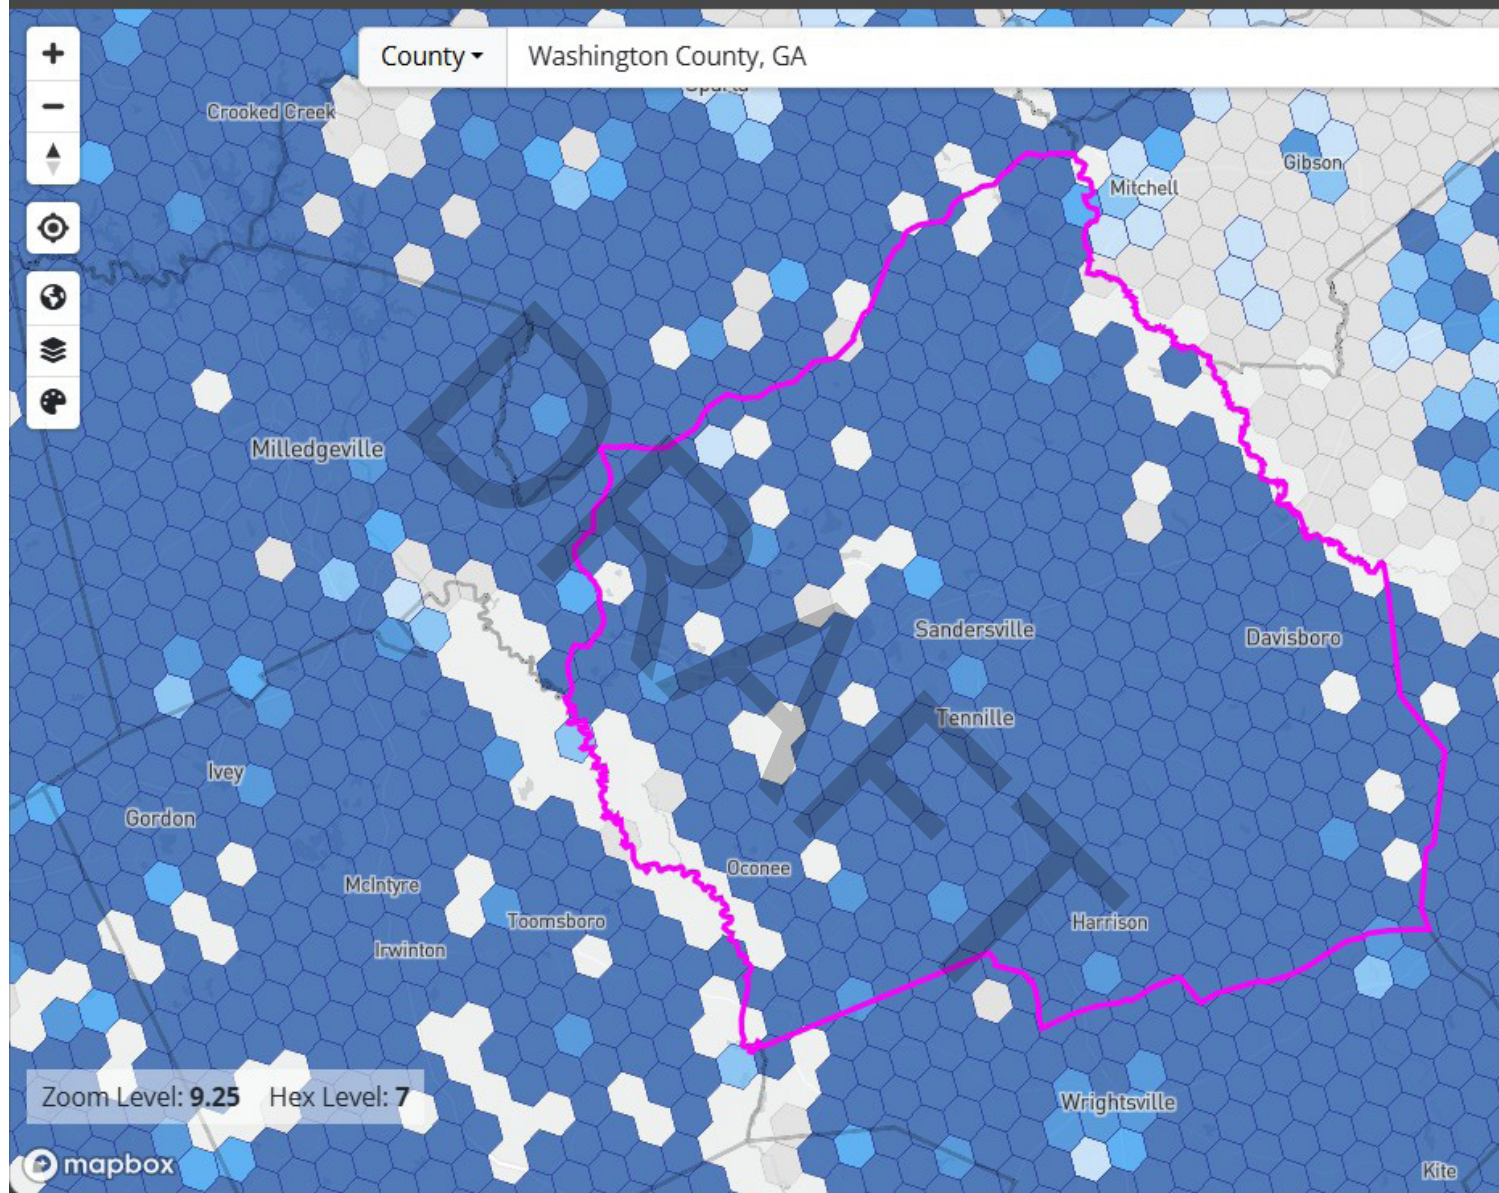 County Washington County, GA
Sparta
Crooked Creek
Gibson
Mitchell
Milledgeville
DRAFT
Sandersville
Davisboro
Tennille
Ivey
Gordon
Oconee
McIntyre
Toomsboro
Harrison
Irwinton
Zoom Level: 9.25 Hex Level: 7
Wrightsville
mapbox
Kite